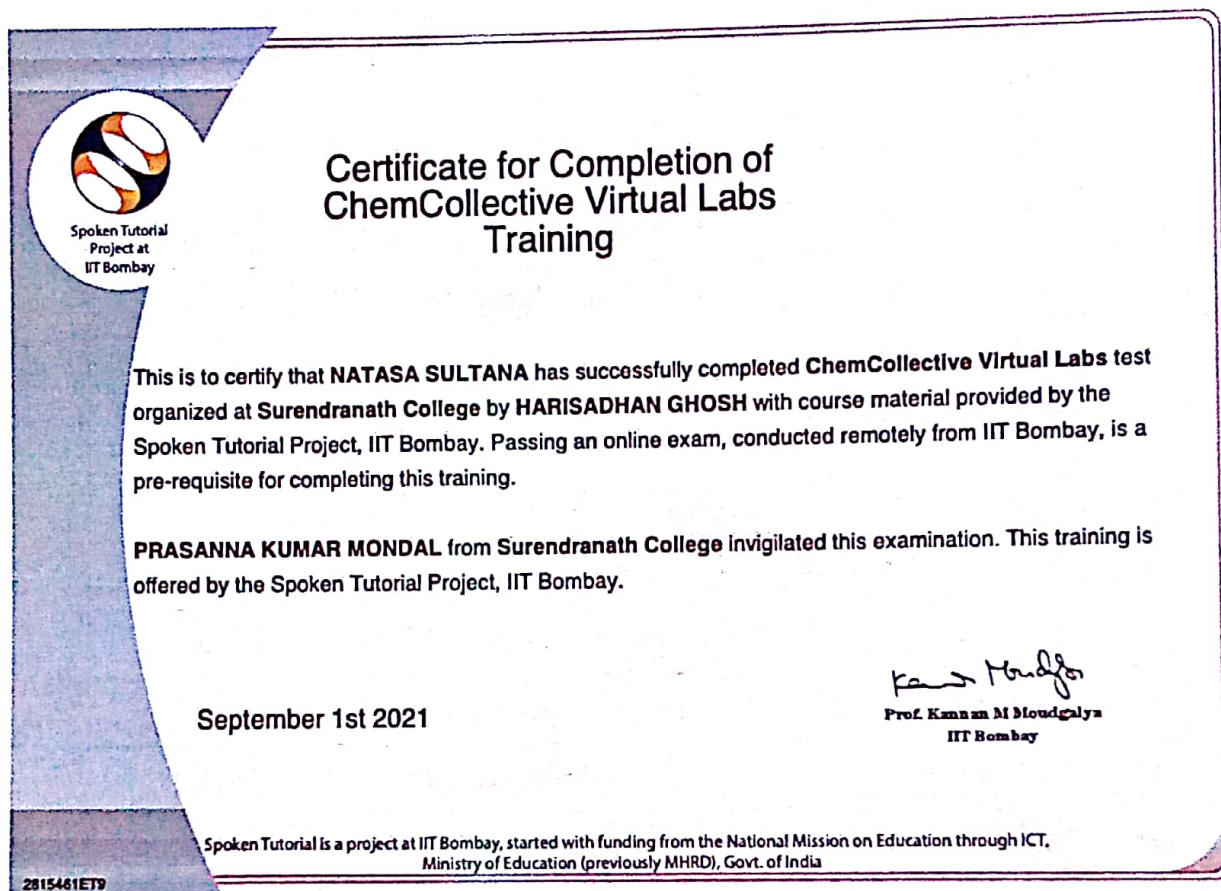 Spoken Tutorial
Project at
IIT Bombay
Certificate for Completion of
ChemCollective Virtual Labs
Training
This is to certify that NATASA SULTANA has successfully completed ChemCollective Virtual Labs test
organized at Surendranath College by HARISADHAN GHOSH with course material provided by the
Spoken Tutorial Project, IIT Bombay. Passing an online exam, conducted remotely from IIT Bombay, is a
pre-requisite for completing this training.
PRASANNA KUMAR MONDAL from Surendranath College invigilated this examination. This training is
offered by the Spoken Tutorial Project, IIT Bombay.
September 1st 2021
Prof. Kannan M Moudgalya
IIT Bombay
Spoken Tutorial is a project at IIT Bombay, started with funding from the National Mission on Education through ICT,
Ministry of Education (previously MHRD), Govt. of India
2815461ET9